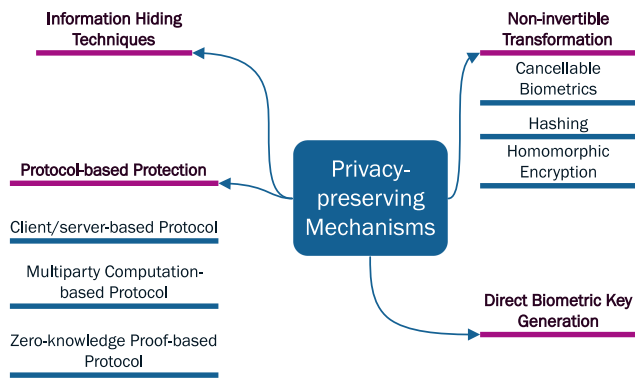 Information Hiding
Techniques
Protocol-based Protection
Client/server-based Protocol
Multiparty Computation-
based Protocol
Zero-knowledge Proof-based
Protocol
Privacy-
preserving
Mechanisms
Non-invertible
Transformation
Cancellable
Biometrics
Hashing
Homomorphic
Encryption
Direct Biometric Key
Generation